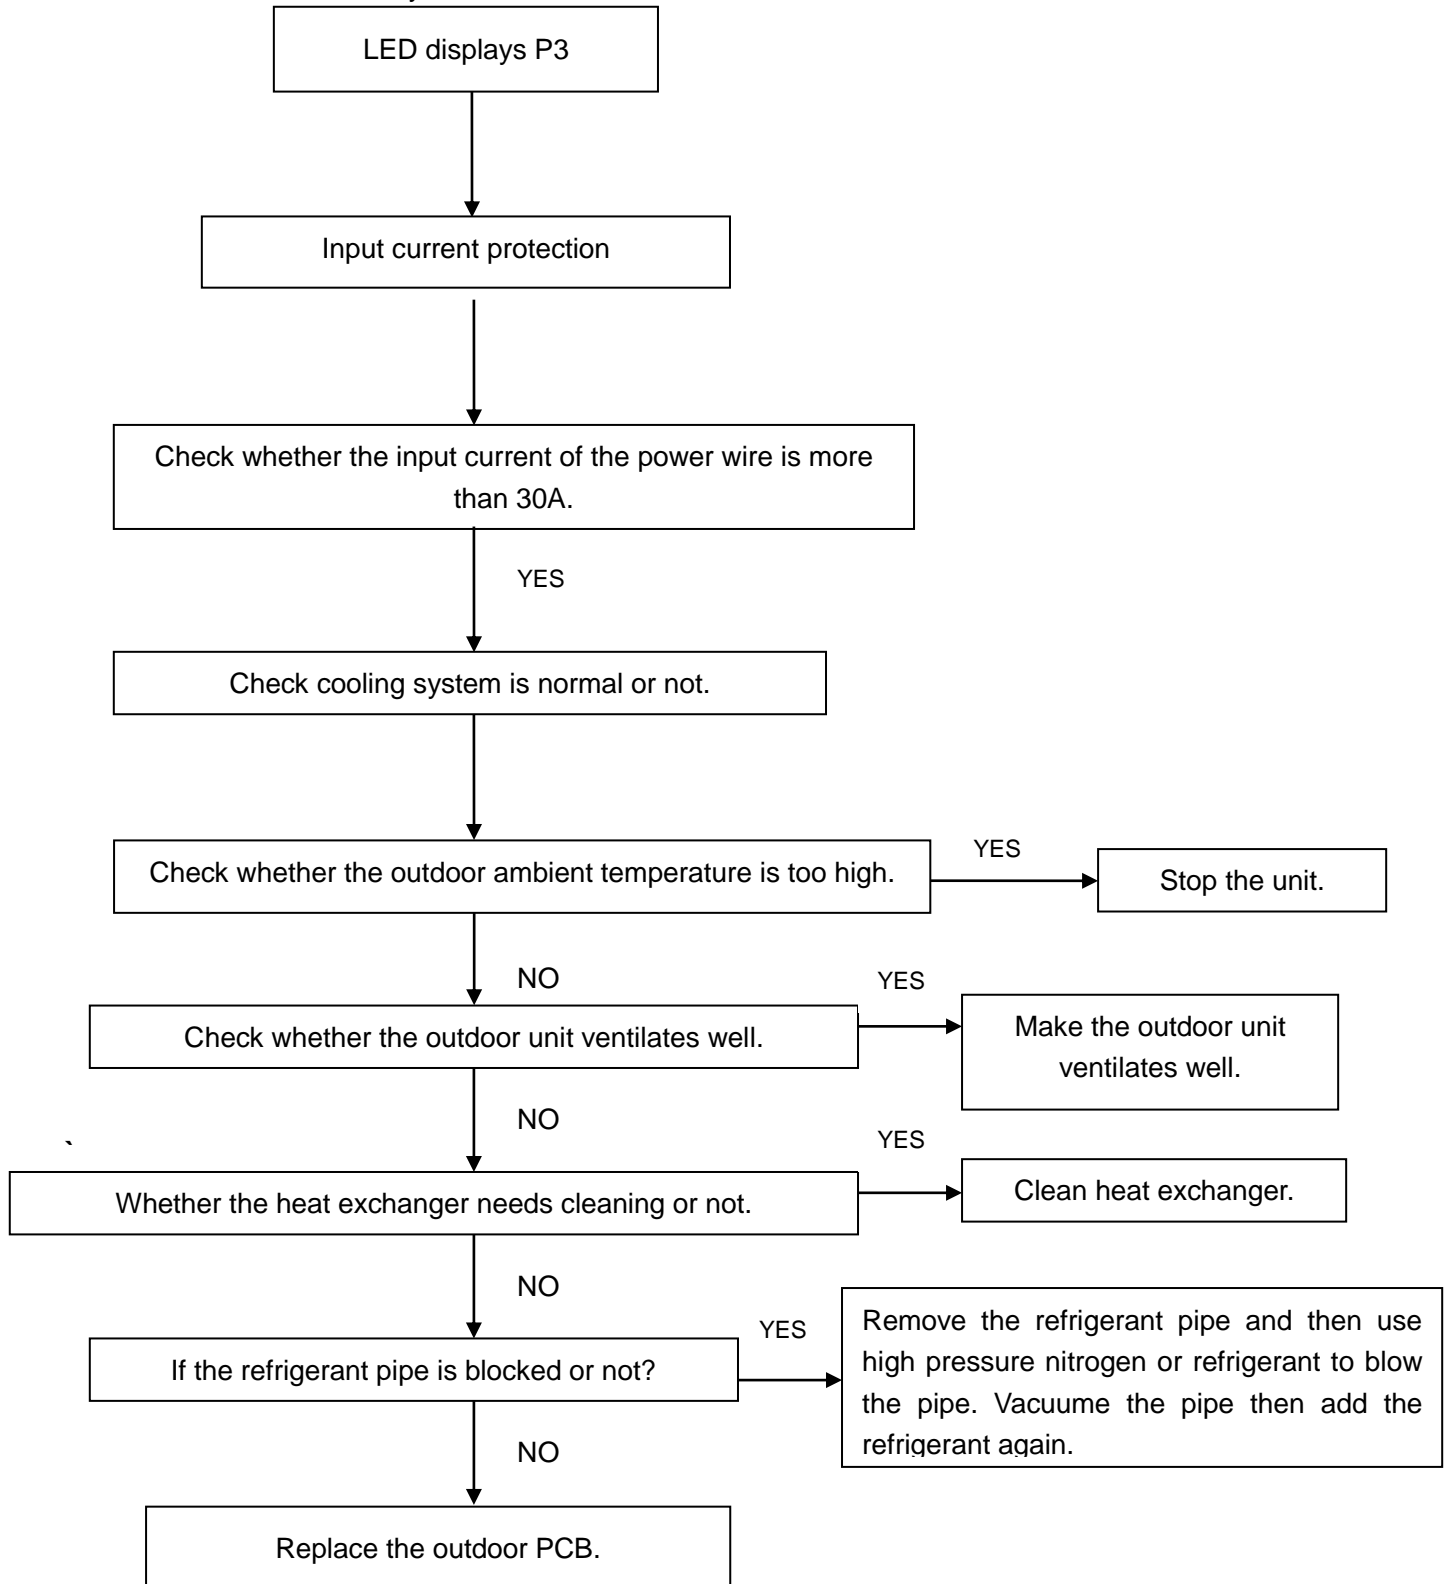 LED displays P3
Input current protection
Check whether the input current of the power wire is more
than 30A.
YES
Check cooling system is normal or not.
Check whether the outdoor ambient temperature is too high.
YES
Stop the unit.
NO
YES
Check whether the outdoor unit ventilates well.
Make the outdoor unit
ventilates well.
NO
YES
`
Whether the heat exchanger needs cleaning or not.
Clean heat exchanger.
NO
YES
If the refrigerant pipe is blocked or not?
Remove the refrigerant pipe and then use
high pressure nitrogen or refrigerant to blow
the pipe. Vacuume the pipe then add the
refrigerant again.
NO
Replace the outdoor PCB.